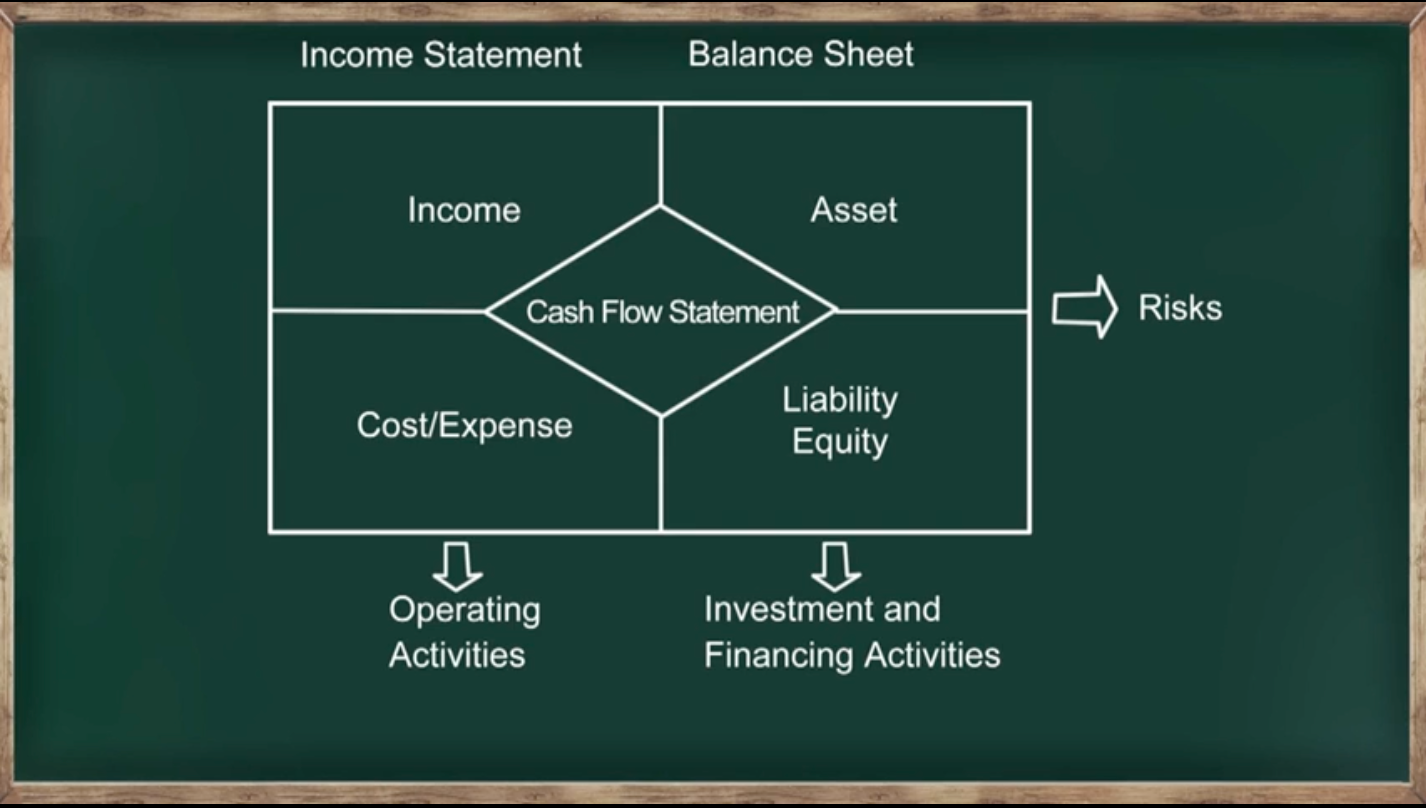 Income Statement
Balance Sheet
Income
Asset
Cash Flow Statement
Risks
Cost/Expense
Liability
Equity
Operating
Activities
Investment and
Financing Activities